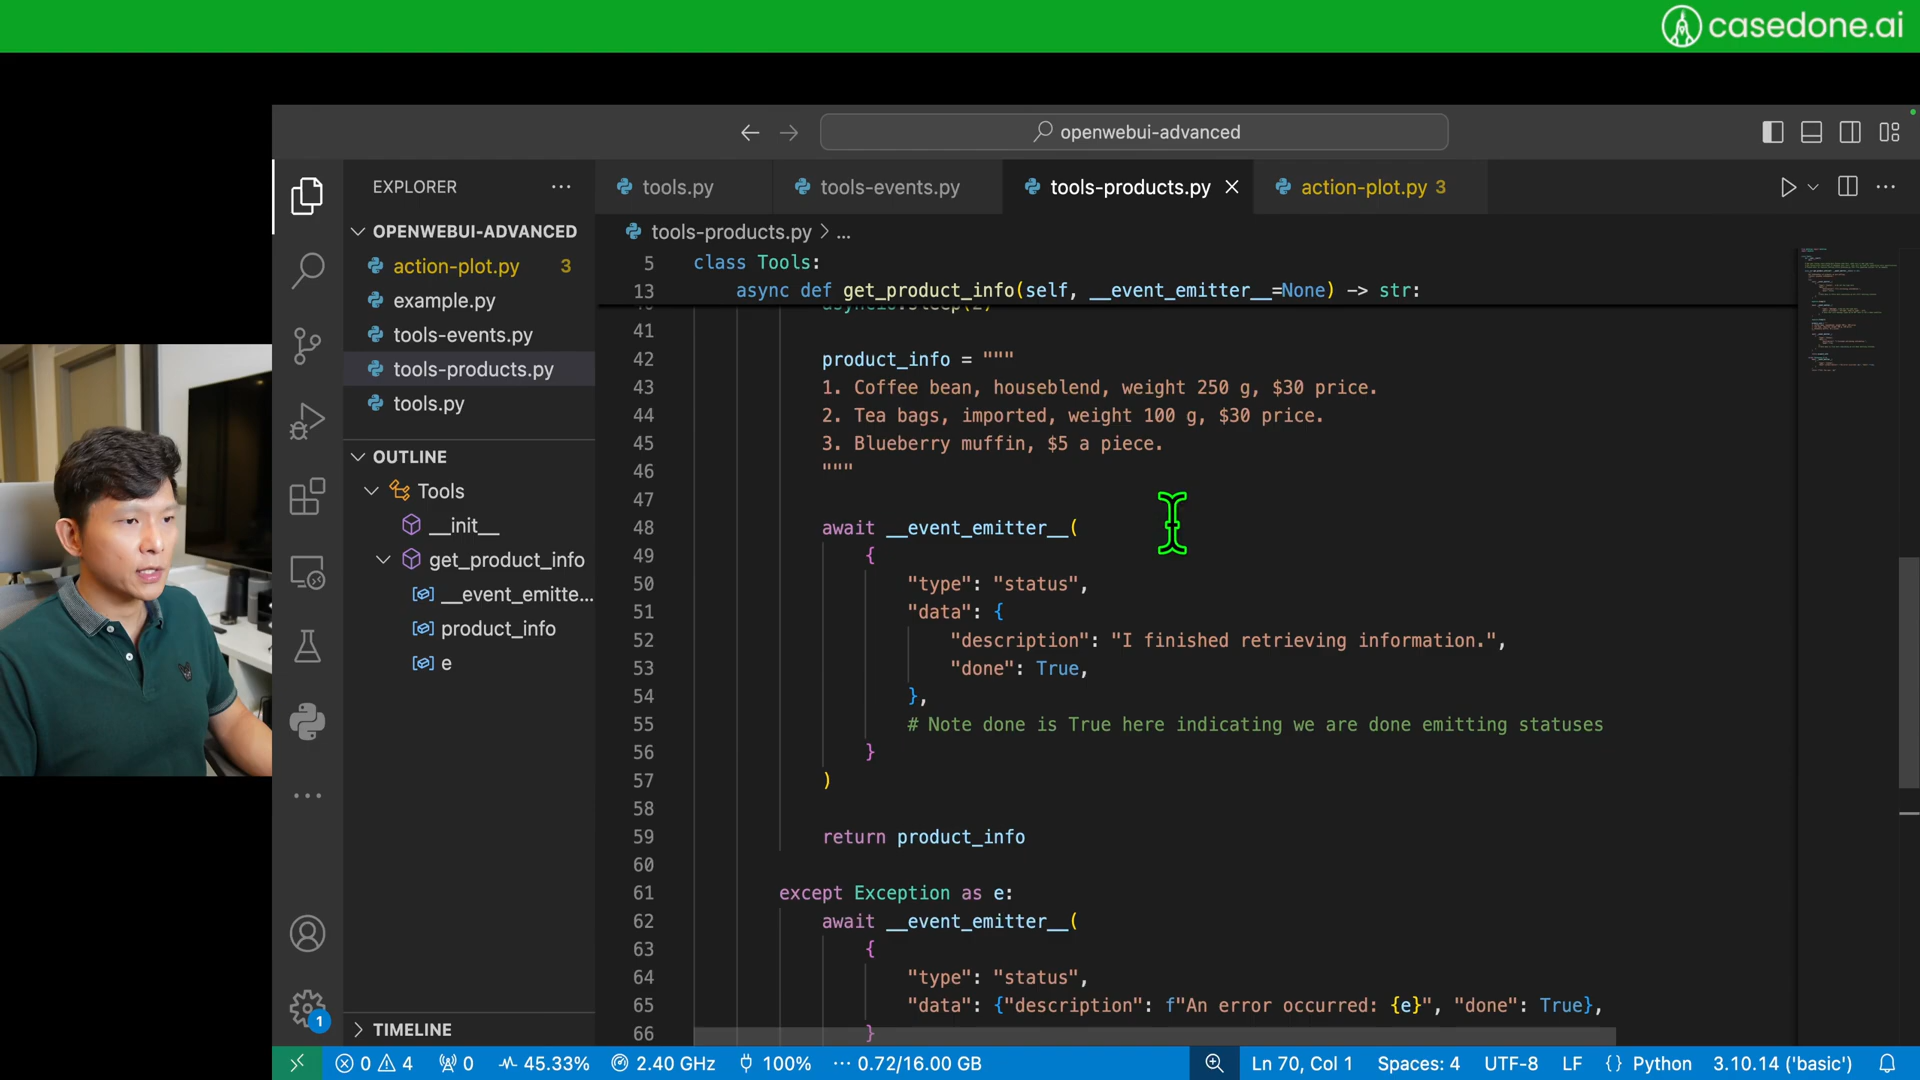 casedone.ai
openwebui-advanced
EXPLORER
OPENWEBUI-ADVANCED
action-plot.py 3
example.py
tools-events.py
tools-products.py
tools.py
OUTLINE
Tools
__init__
get_product_info
__event_emitte...
product_info
e
TIMELINE
tools.py tools-events.py tools-products.py action-plot.py 3
tools-products.py > ...
5 class Tools:
13 async def get_product_info(self, __event_emitter__=None) -> str:
41
42 product_info = """
43 1. Coffee bean, houseblend, weight 250 g, $30 price.
44 2. Tea bags, imported, weight 100 g, $30 price.
45 3. Blueberry muffin, $5 a piece.
46 """
47
48 await __event_emitter__(
49 {
50 "type": "status",
51 "data": {
52 "description": "I finished retrieving information.",
53 "done": True,
54 },
55 # Note done is True here indicating we are done emitting statuses
56 }
57 )
58
59 return product_info
60
61 except Exception as e:
62 await __event_emitter__(
63 {
64 "type": "status",
65 "data": {"description": f"An error occurred: {e}", "done": True},
66 }
1
0 4 0 45.33% 2.40 GHz 100% ··· 0.72/16.00 GB Ln 70, Col 1 Spaces: 4 UTF-8 LF {} Python 3.10.14 ('basic')